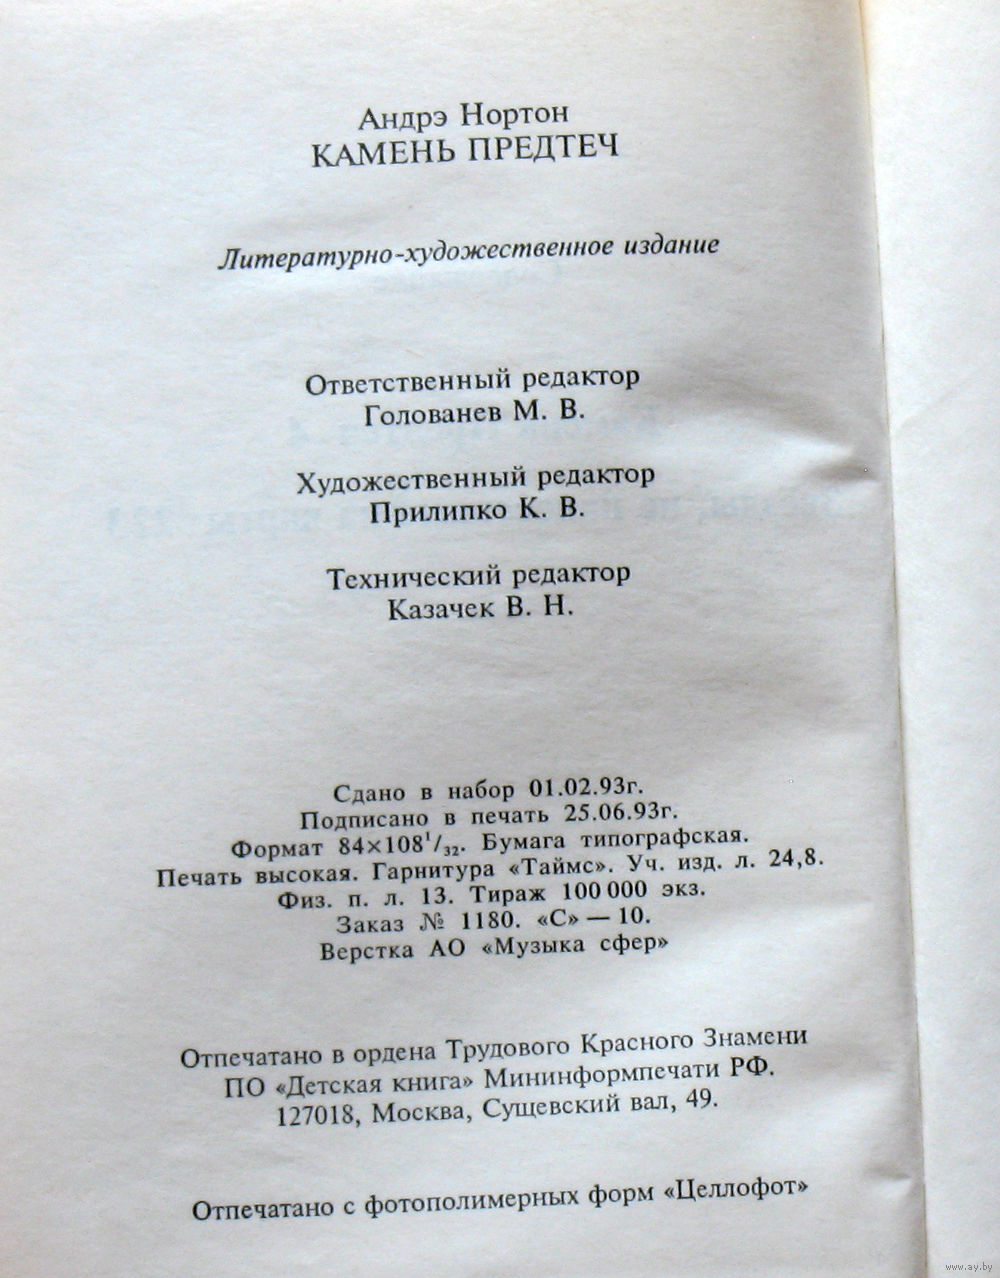 Андрэ Нортон
КАМЕНЬ ПРЕДТЕЧ
Литературно-художественное издание
Ответственный редактор
Голованев М. В.
Художественный редактор
Прилипко К. В.
Технический редактор
Казачек В. Н.
Сдано в набор 01.02.93г.
Подписано в печать 25.06.93г.
Формат 84×108¹/₃₂. Бумага типографская.
Печать высокая. Гарнитура «Таймс». Уч. изд. л. 24,8.
Физ. п. л. 13. Тираж 100 000 экз.
Заказ № 1180. «С» — 10.
Верстка АО «Музыка сфер»
Отпечатано в ордена Трудового Красного Знамени
ПО «Детская книга» Мининформпечати РФ.
127018, Москва, Сущевский вал, 49.
Отпечатано с фотополимерных форм «Целлофот»
www.ay.by